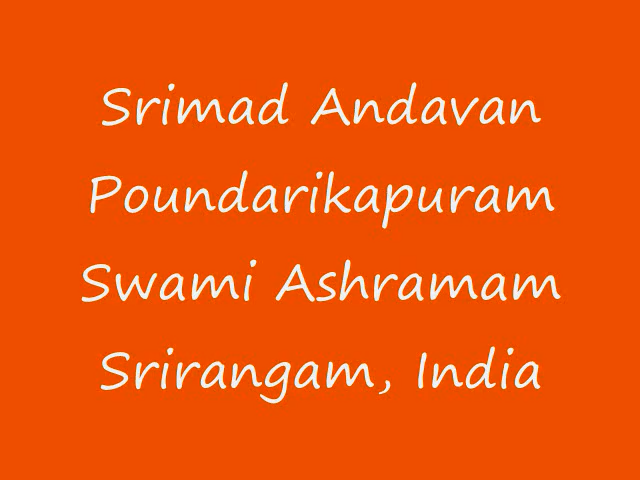 Srimad Andavan
Poundarikapuram
Swami Ashramam
Srirangam, India